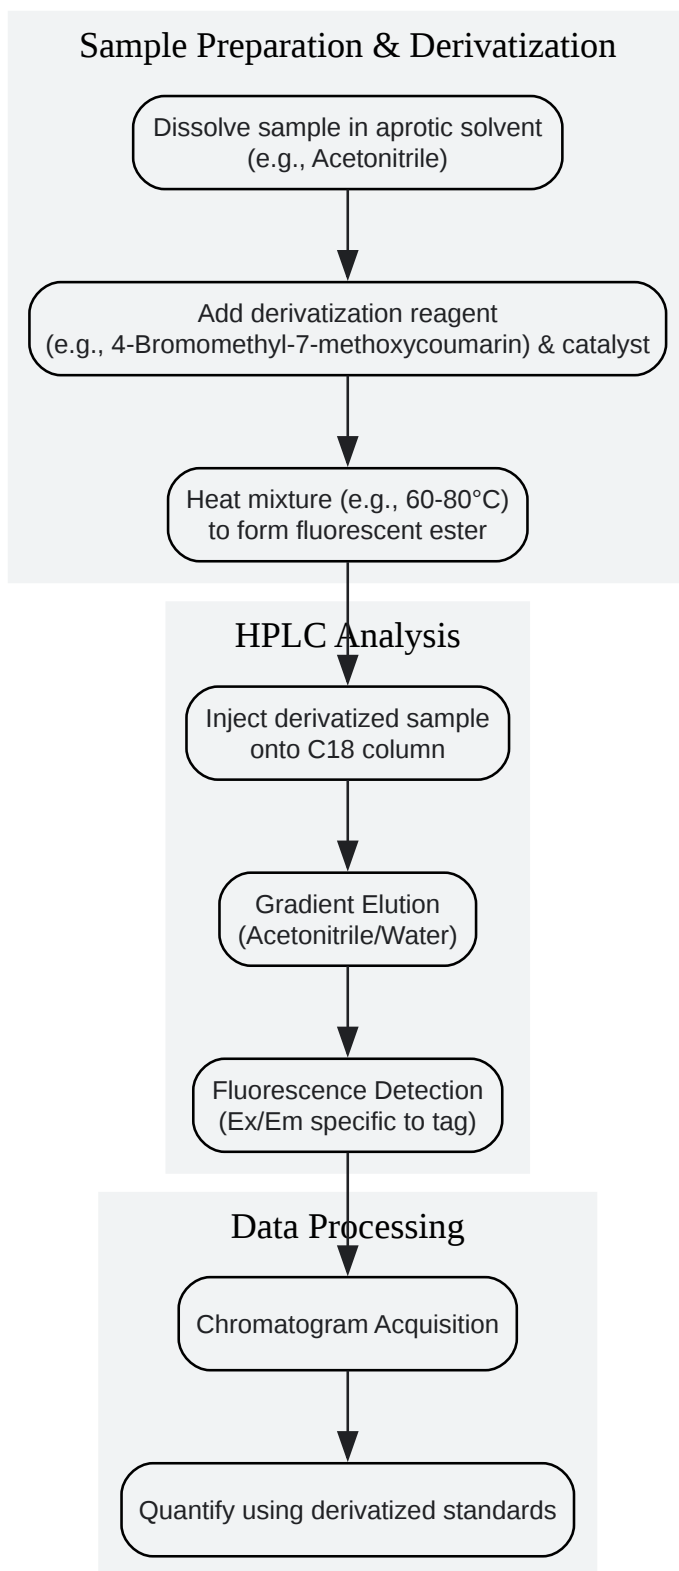 Sample Preparation & Derivatization
Dissolve sample in aprotic solvent
(e.g., Acetonitrile)
Add derivatization reagent
(e.g., 4-Bromomethyl-7-methoxycoumarin) & catalyst
Heat mixture (e.g., 60-80°C)
to form fluorescent ester
HPLC Analysis
Inject derivatized sample
onto C18 column
Gradient Elution
(Acetonitrile/Water)
Fluorescence Detection
(Ex/Em specific to tag)
Data Processing
Chromatogram Acquisition
Quantify using derivatized standards